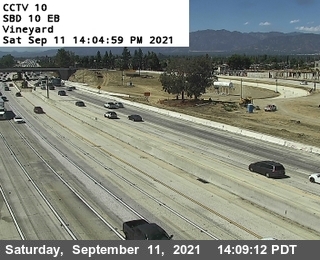 CCTV 10
SBD 10 EB
Vineyard
Sat Sep 11 14:04:59 PM 2021
Saturday, September 11, 2021 14:09:12 PDT